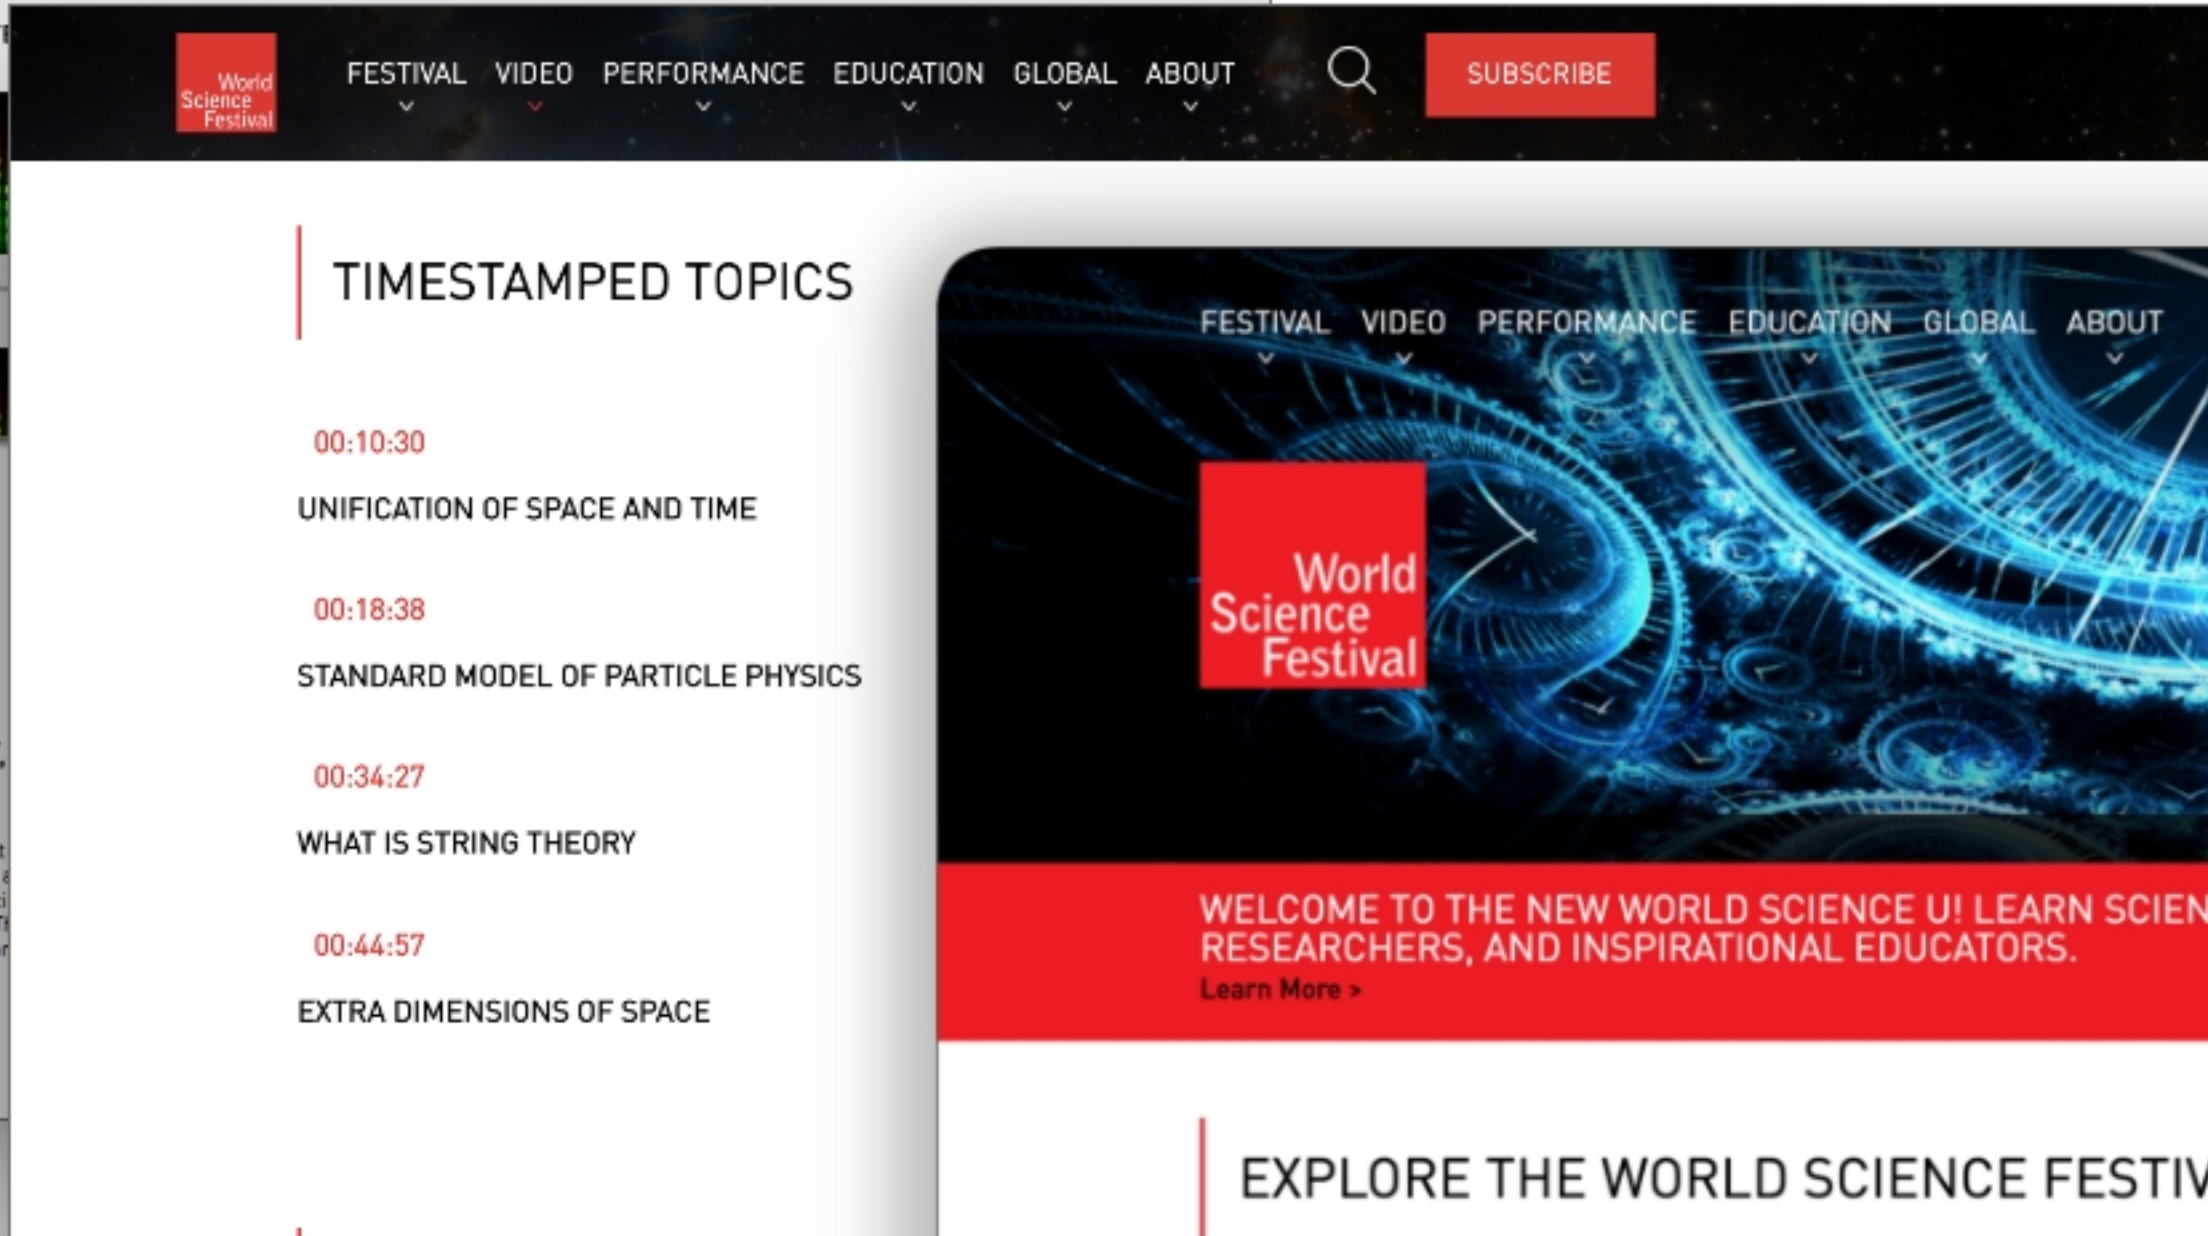 World
Science
Festival
FESTIVAL VIDEO PERFORMANCE EDUCATION GLOBAL ABOUT SUBSCRIBE
TIMESTAMPED TOPICS
00:10:30
UNIFICATION OF SPACE AND TIME
00:18:38
STANDARD MODEL OF PARTICLE PHYSICS
00:34:27
WHAT IS STRING THEORY
00:44:57
EXTRA DIMENSIONS OF SPACE
FESTIVAL VIDEO PERFORMANCE EDUCATION GLOBAL ABOUT
World
Science
Festival
WELCOME TO THE NEW WORLD SCIENCE U! LEARN SCIEN
RESEARCHERS, AND INSPIRATIONAL EDUCATORS.
Learn More >
EXPLORE THE WORLD SCIENCE FESTIV